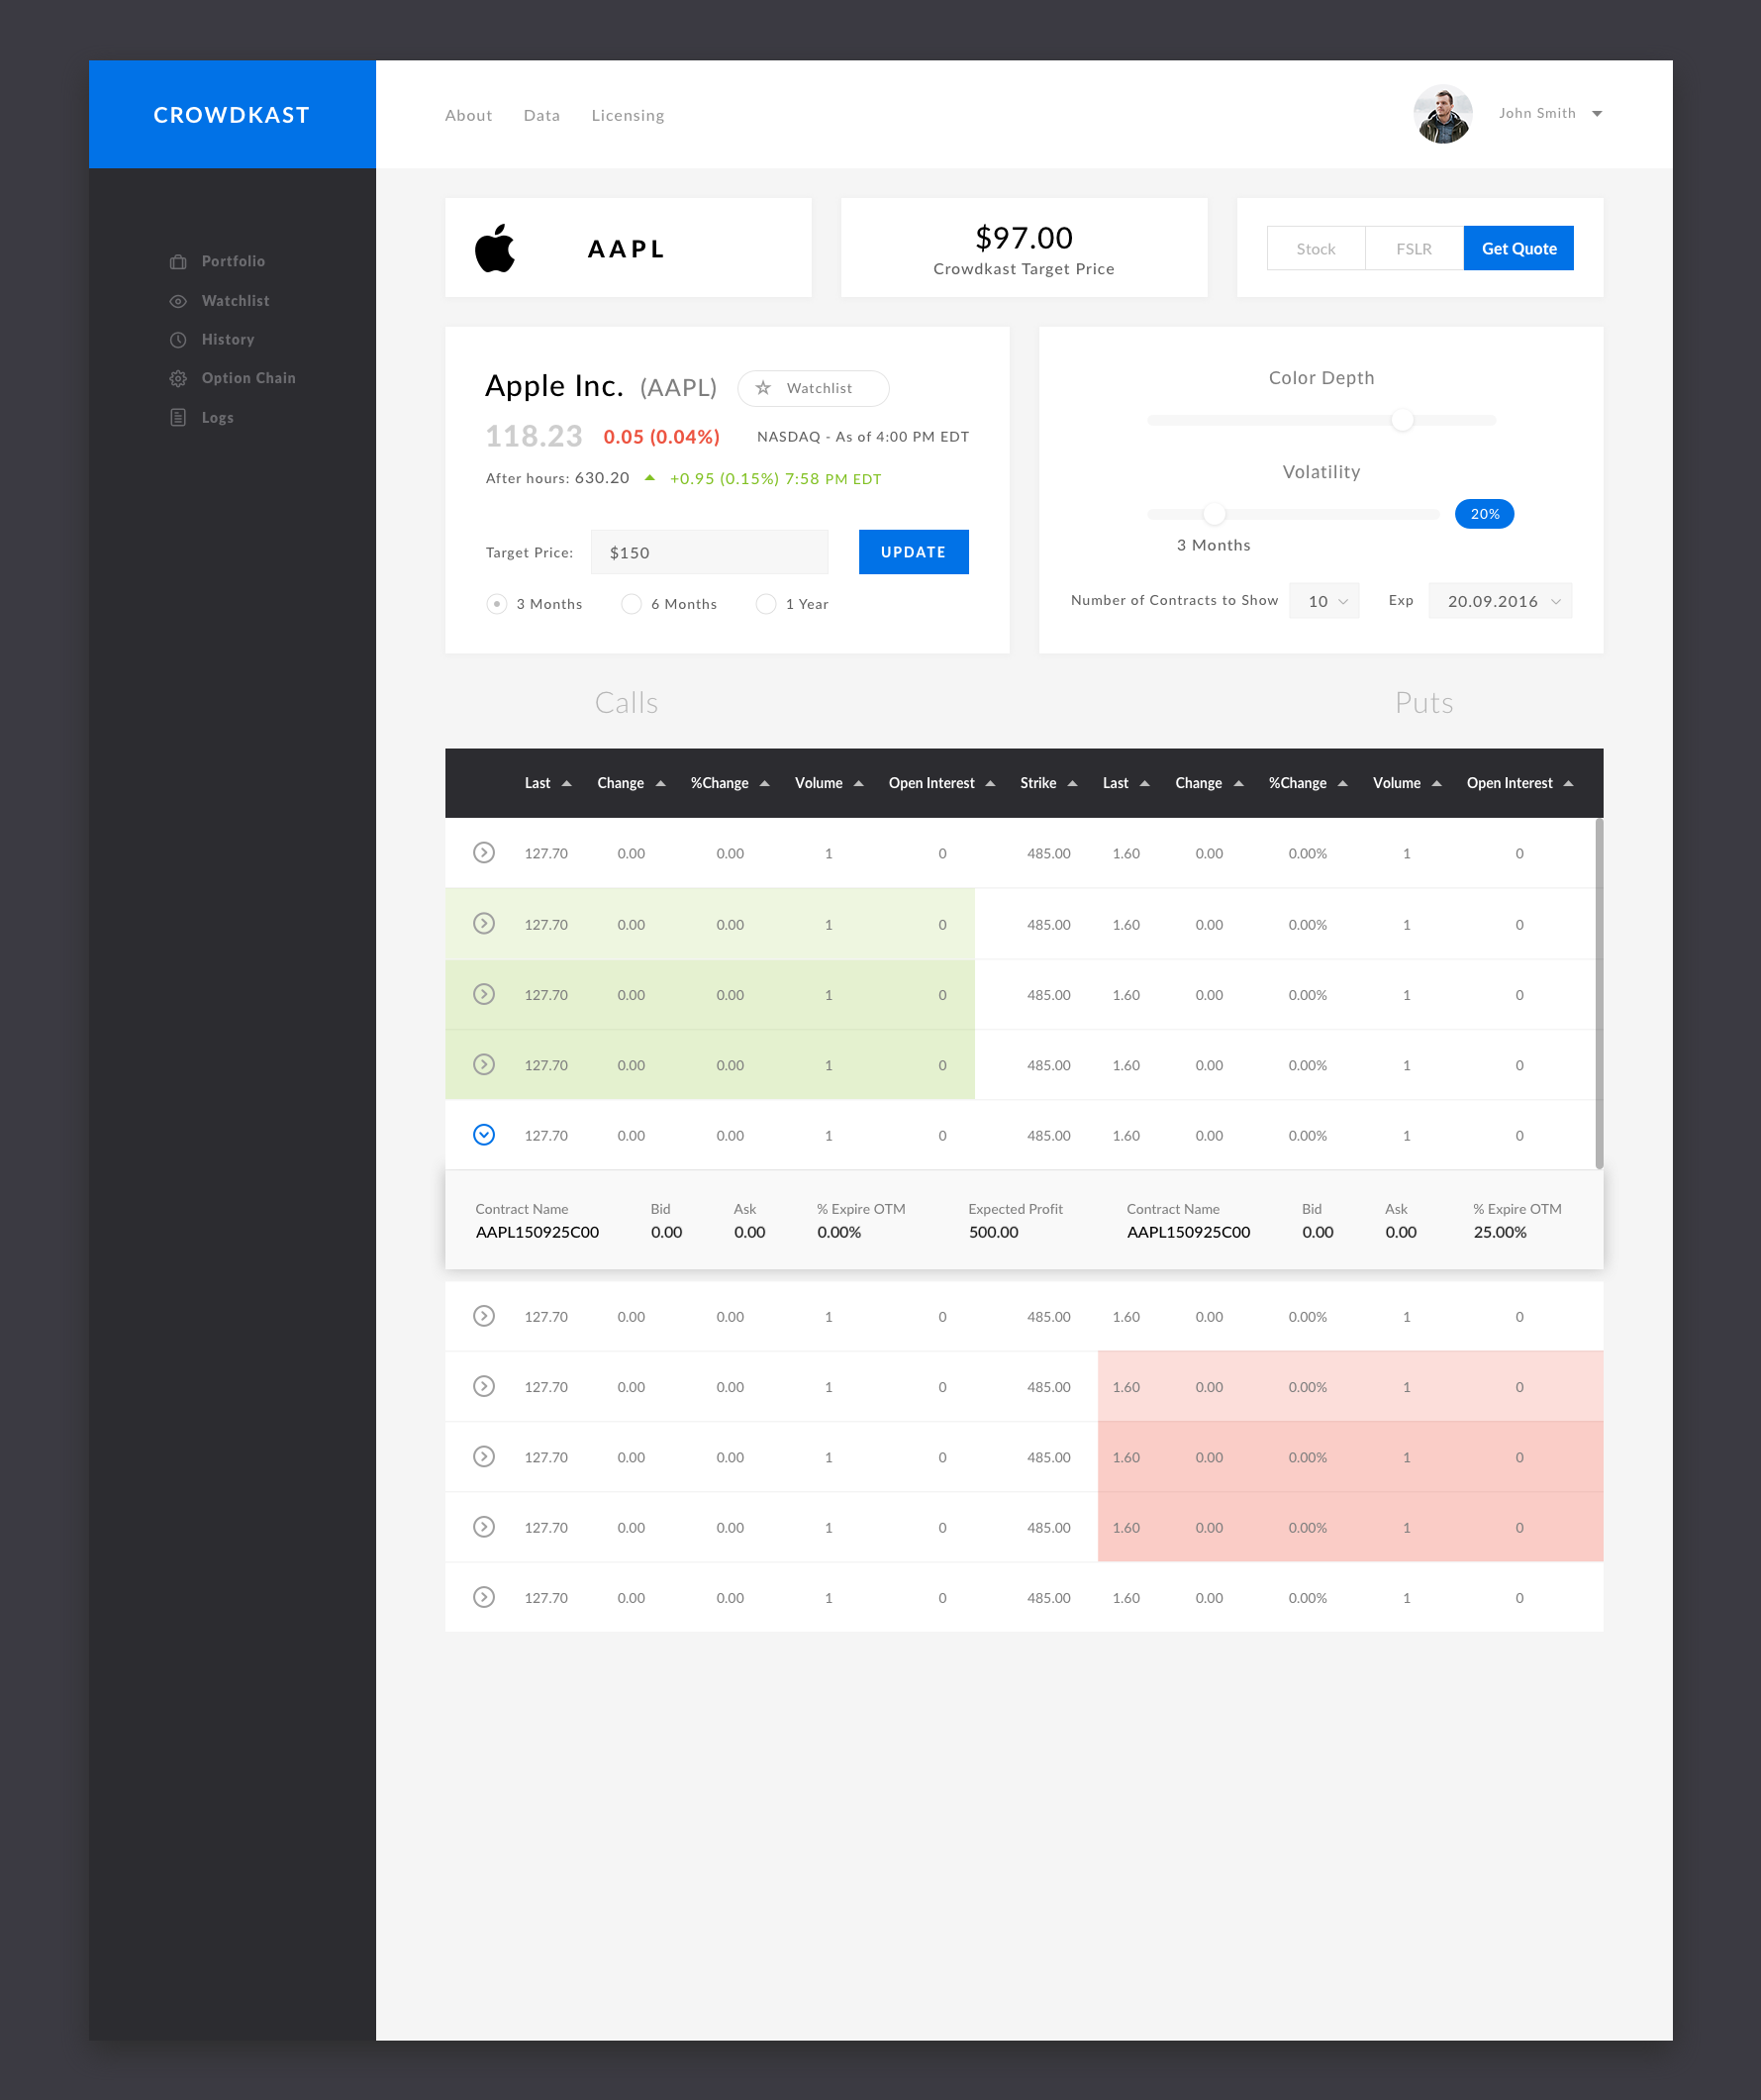 CROWDKAST
About Data Licensing
John Smith
Portfolio
Watchlist
History
Option Chain
Logs
AAPL
$97.00
Crowdkast Target Price
Stock FSLR Get Quote
Apple Inc. (AAPL) Watchlist
118.23 0.05 (0.04%) NASDAQ - As of 4:00 PM EDT
After hours: 630.20 +0.95 (0.15%) 7:58 PM EDT
Target Price: $150 UPDATE
3 Months 6 Months 1 Year
Color Depth
Volatility
20%
3 Months
Number of Contracts to Show 10 Exp 20.09.2016
Calls Puts
Last Change %Change Volume Open Interest Strike Last Change %Change Volume Open Interest
127.70 0.00 0.00 1 0 485.00 1.60 0.00 0.00% 1 0
127.70 0.00 0.00 1 0 485.00 1.60 0.00 0.00% 1 0
127.70 0.00 0.00 1 0 485.00 1.60 0.00 0.00% 1 0
127.70 0.00 0.00 1 0 485.00 1.60 0.00 0.00% 1 0
127.70 0.00 0.00 1 0 485.00 1.60 0.00 0.00% 1 0
Contract Name Bid Ask % Expire OTM Expected Profit Contract Name Bid Ask % Expire OTM
AAPL150925C00 0.00 0.00 0.00% 500.00 AAPL150925C00 0.00 0.00 25.00%
127.70 0.00 0.00 1 0 485.00 1.60 0.00 0.00% 1 0
127.70 0.00 0.00 1 0 485.00 1.60 0.00 0.00% 1 0
127.70 0.00 0.00 1 0 485.00 1.60 0.00 0.00% 1 0
127.70 0.00 0.00 1 0 485.00 1.60 0.00 0.00% 1 0
127.70 0.00 0.00 1 0 485.00 1.60 0.00 0.00% 1 0